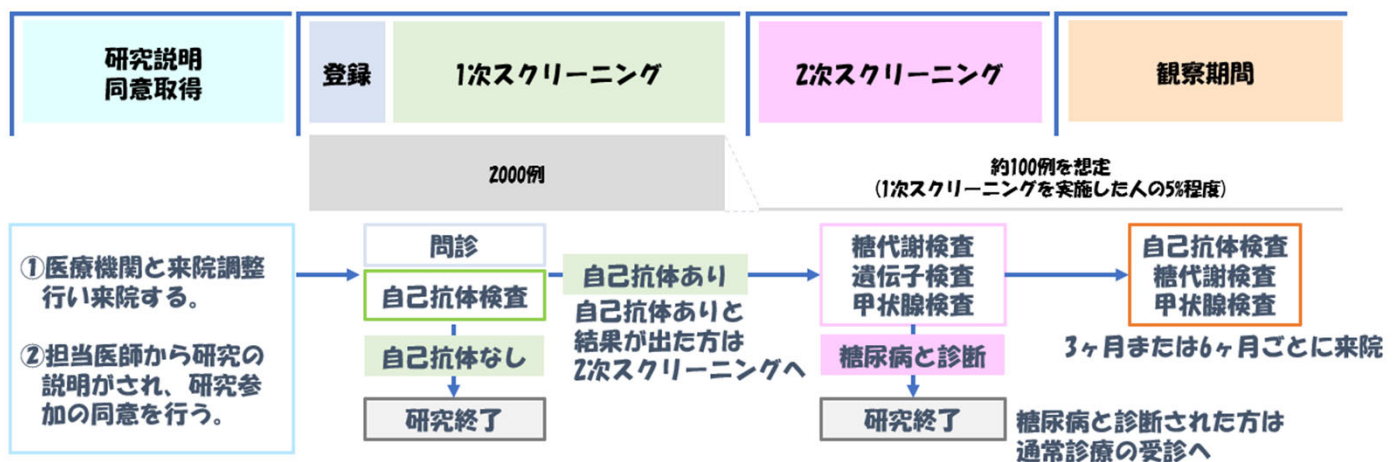 研究説明
同意取得
登録
1次スクリーニング
2次スクリーニング
観察期間
2000例
約100例を想定
(1次スクリーニングを実施した人の5%程度)
①医療機関と来院調整
行い来院する。
②担当医師から研究の
説明がされ、研究参
加の同意を行う。
問診
自己抗体検査
自己抗体なし
研究終了
自己抗体あり
自己抗体ありと
結果が出た方は
2次スクリーニングへ
糖代謝検査
遺伝子検査
甲状腺検査
糖尿病と診断
研究終了
糖尿病と診断された方は
通常診療の受診へ
自己抗体検査
糖代謝検査
甲状腺検査
3ヶ月または6ヶ月ごとに来院